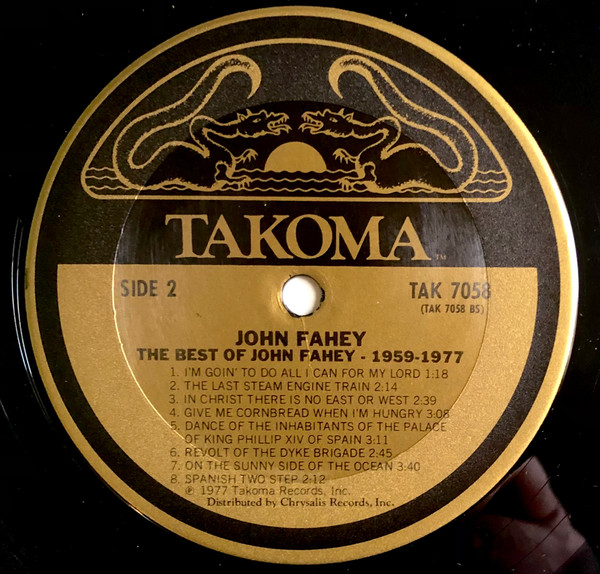 TAKOMA™
SIDE 2
TAK 7058
(TAK 7058 BS)
JOHN FAHEY
THE BEST OF JOHN FAHEY - 1959-1977
1. I'M GOIN' TO DO ALL I CAN FOR MY LORD 1:18
2. THE LAST STEAM ENGINE TRAIN 2:14
3. IN CHRIST THERE IS NO EAST OR WEST 2:39
4. GIVE ME CORNBREAD WHEN I'M HUNGRY 3:08
5. DANCE OF THE INHABITANTS OF THE PALACE
OF KING PHILLIP XIV OF SPAIN 3:11
6. REVOLT OF THE DYKE BRIGADE 2:45
7. ON THE SUNNY SIDE OF THE OCEAN 3:40
8. SPANISH TWO STEP 2:12
℗ 1977 Takoma Records, Inc.
Distributed by Chrysalis Records, Inc.